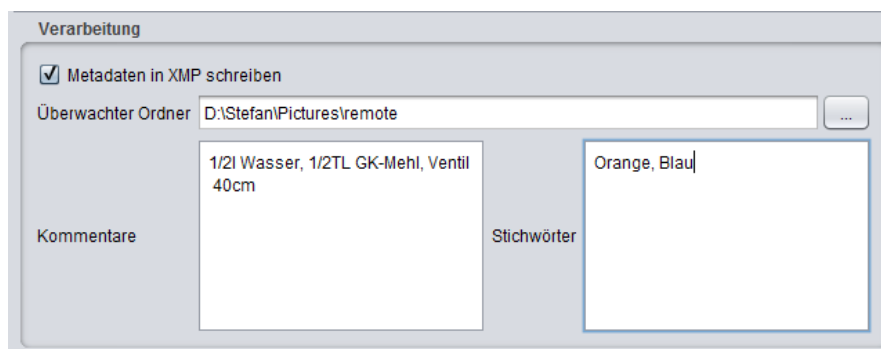 Verarbeitung
Metadaten in XMP schreiben
Überwachter Ordner D:\Stefan\Pictures\remote ...
1/2l Wasser, 1/2TL GK-Mehl, Ventil
40cm
Orange, Blau
Kommentare
Stichwörter